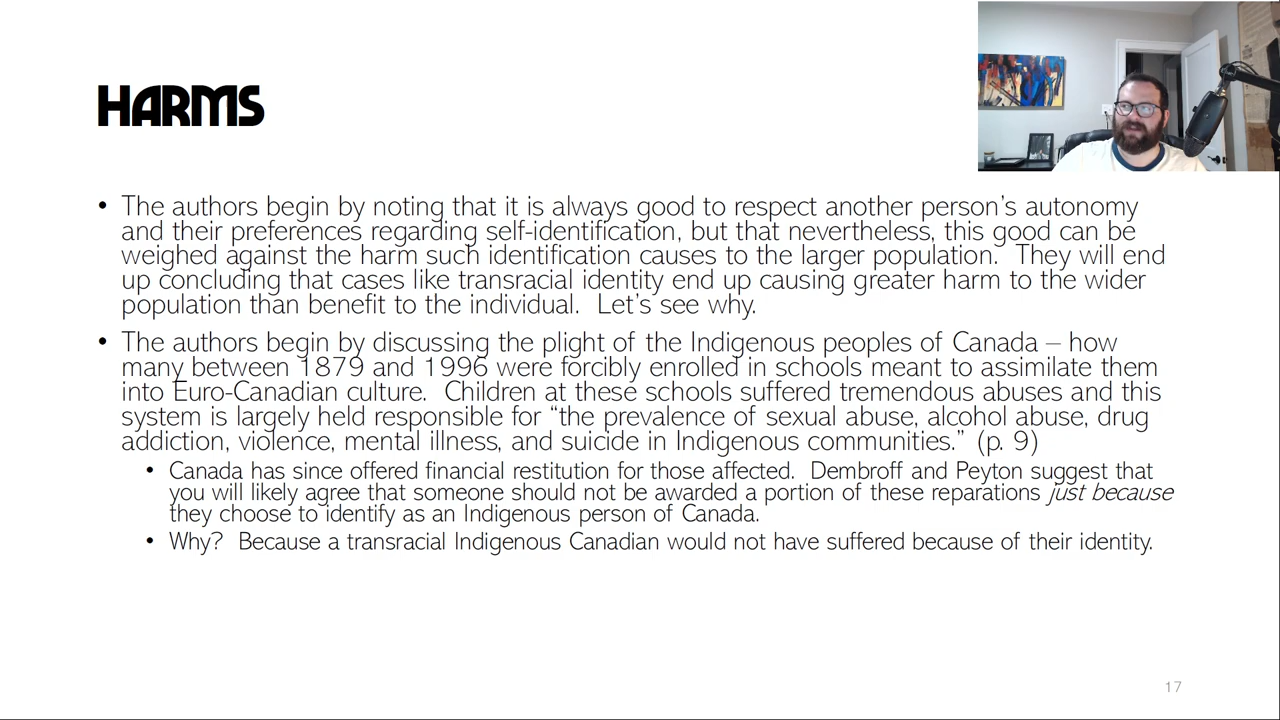 HARMS
• The authors begin by noting that it is always good to respect another person's autonomy
and their preferences regarding self-identification, but that nevertheless, this good can be
weighed against the harm such identification causes to the larger population.  They will end
up concluding that cases like transracial identity end up causing greater harm to the wider
population than benefit to the individual.  Let's see why.
• The authors begin by discussing the plight of the Indigenous peoples of Canada – how
many between 1879 and 1996 were forcibly enrolled in schools meant to assimilate them
into Euro-Canadian culture.  Children at these schools suffered tremendous abuses and this
system is largely held responsible for “the prevalence of sexual abuse, alcohol abuse, drug
addiction, violence, mental illness, and suicide in Indigenous communities.”  (p. 9)
• Canada has since offered financial restitution for those affected.  Dembroff and Peyton suggest that
you will likely agree that someone should not be awarded a portion of these reparations just because
they choose to identify as an Indigenous person of Canada.
• Why?  Because a transracial Indigenous Canadian would not have suffered because of their identity.
17